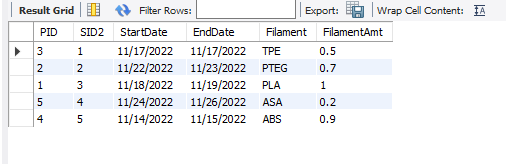 Result Grid Filter Rows: Export: Wrap Cell Content:
PID SID2 StartDate EndDate Filament FilamentAmt
3 1 11/17/2022 11/17/2022 TPE 0.5
2 2 11/22/2022 11/23/2022 PTEG 0.7
1 3 11/18/2022 11/19/2022 PLA 1
5 4 11/24/2022 11/26/2022 ASA 0.2
4 5 11/14/2022 11/15/2022 ABS 0.9